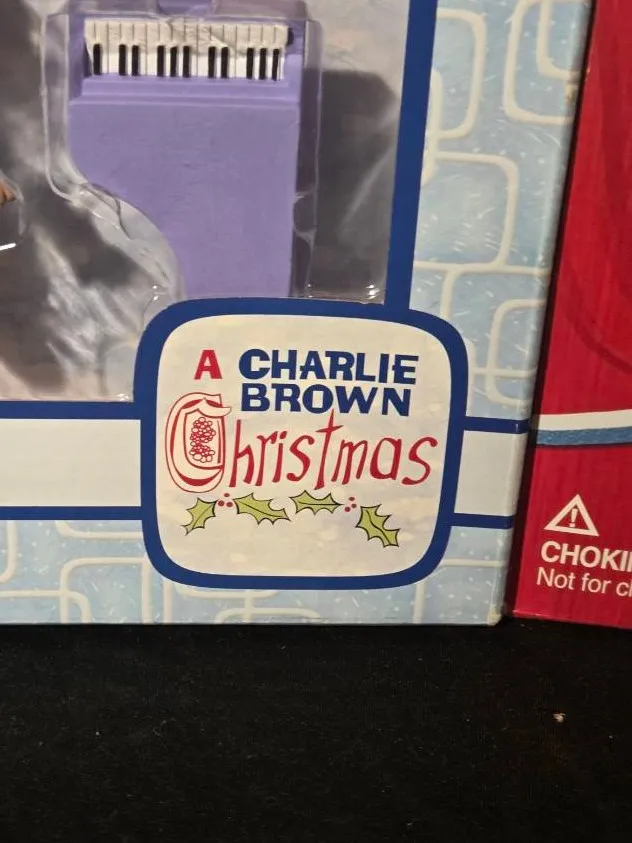 A CHARLIE
BROWN
Christmas
CHOKI
Not for c